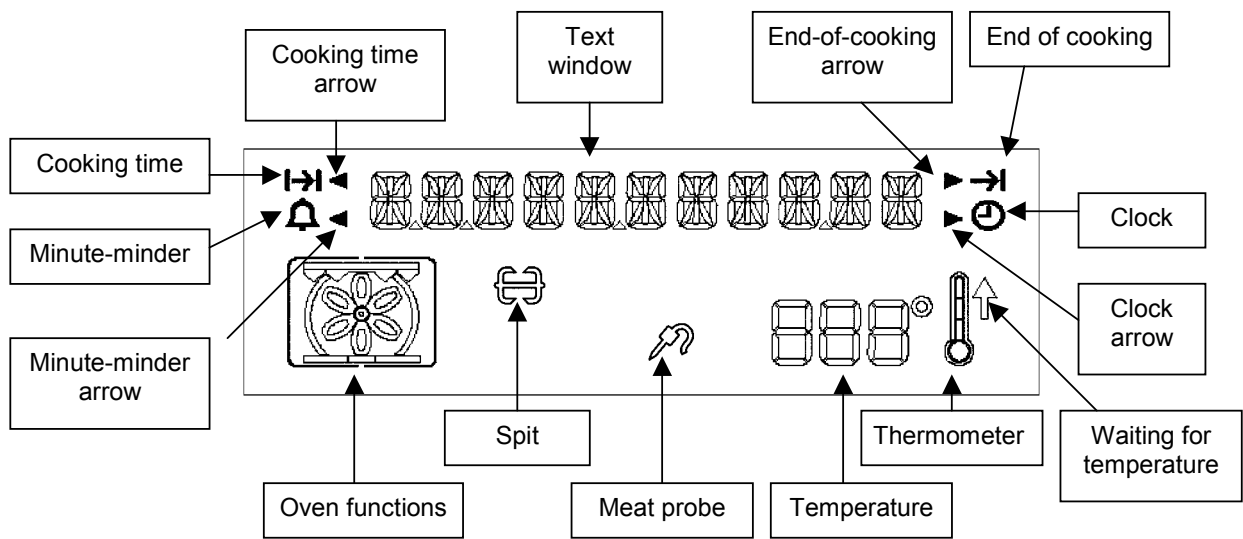 Cooking time
arrow
Text
window
End-of-cooking
arrow
End of cooking
Cooking time
Minute-minder
Clock
Minute-minder
arrow
Clock
arrow
Spit
Thermometer
Waiting for
temperature
Oven functions
Meat probe
Temperature